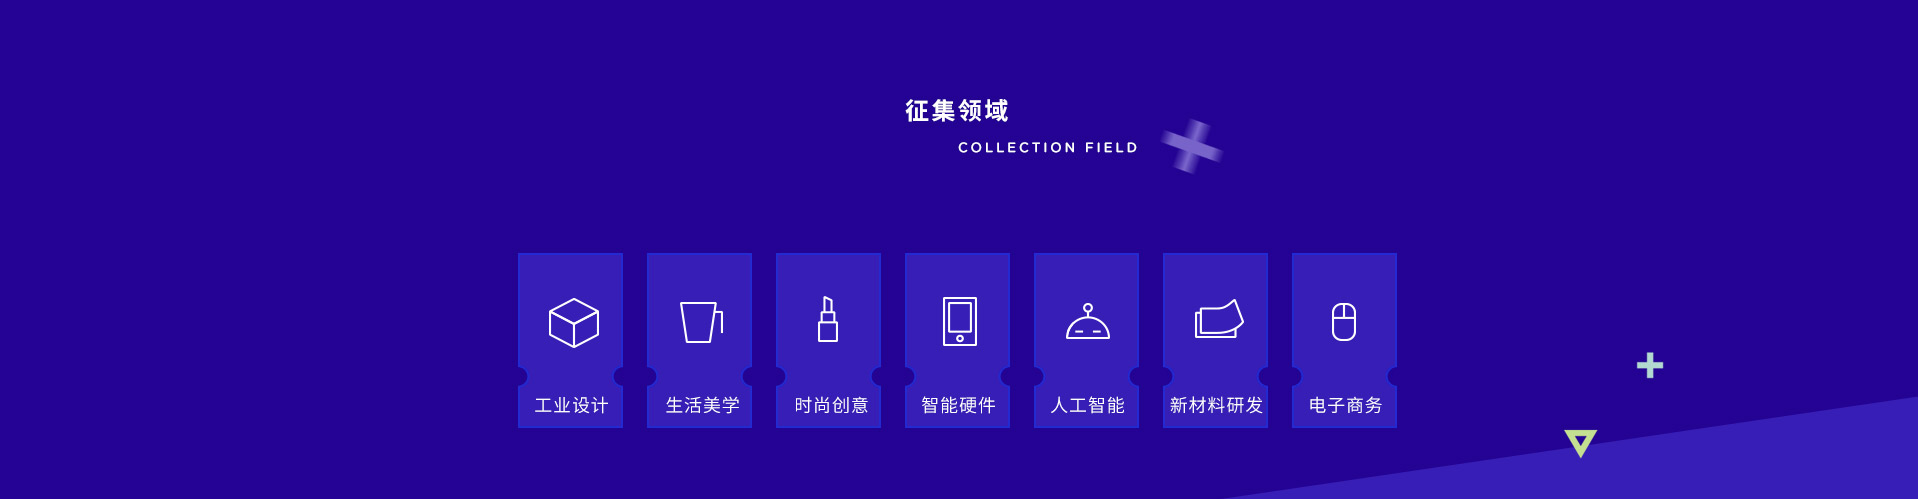 征集领域
COLLECTION FIELD
工业设计
生活美学
时尚创意
智能硬件
人工智能
新材料研发
电子商务